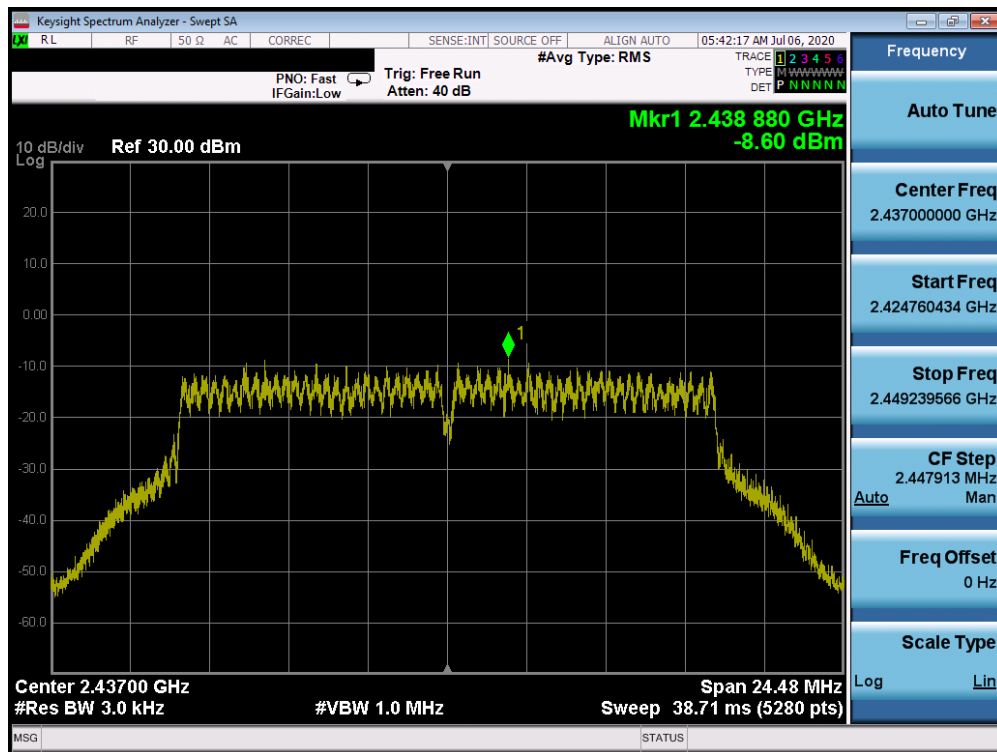 Keysight Spectrum Analyzer - Swept SA
LXI RL RF 50 Ω AC CORREC SENSE:INT SOURCE OFF ALIGN AUTO 05:42:17 AM Jul 06, 2020
#Avg Type: RMS
TRACE 1 2 3 4 5 6
PNO: Fast Trig: Free Run TYPE M W W W W W
IFGain:Low Atten: 40 dB DET P N N N N N
Mkr1 2.438 880 GHz
-8.60 dBm
10 dB/div Ref 30.00 dBm
Log
20.0
10.0
0.00
1
-10.0
-20.0
-30.0
-40.0
-50.0
-60.0
Center 2.43700 GHz Span 24.48 MHz
#Res BW 3.0 kHz #VBW 1.0 MHz Sweep 38.71 ms (5280 pts)
MSG STATUS
Frequency
Auto Tune
Center Freq
2.437000000 GHz
Start Freq
2.424760434 GHz
Stop Freq
2.449239566 GHz
CF Step
2.447913 MHz
Auto Man
Freq Offset
0 Hz
Scale Type
Log Lin